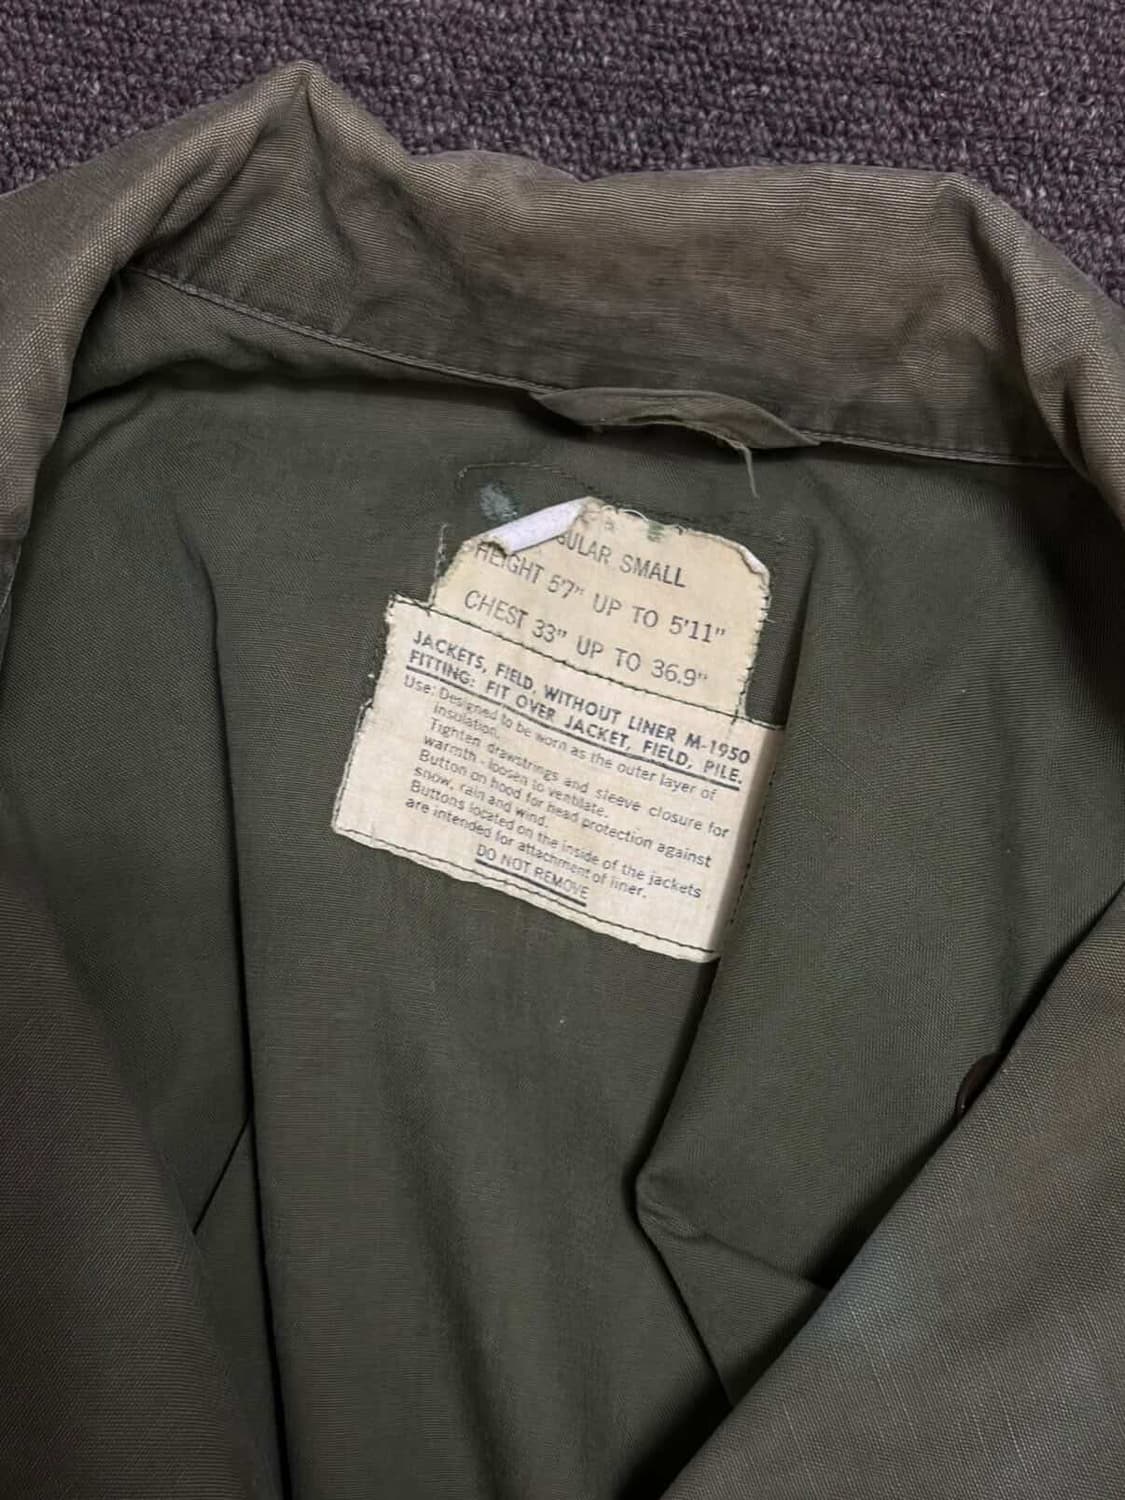 GULAR SMALL
HEIGHT 5'7" UP TO 5'11"
CHEST 33" UP TO 36.9"
JACKETS, FIELD, WITHOUT LINER M-1950
FITTING: FIT OVER JACKET, FIELD, PILE.
Use: Designed to be worn as the outer layer of
insulation.
Tighten drawstrings and sleeve closure for
warmth - loosen to ventilate.
Button on hood for head protection against
snow, rain and wind.
Buttons located on the inside of the jackets
are intended for attachment of liner.
DO NOT REMOVE